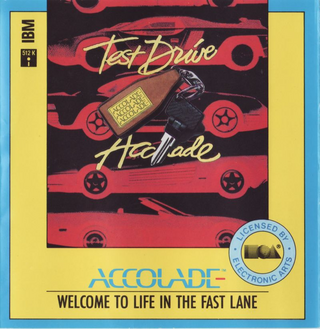 IBM
512 K
Test Drive
ACCOLADE
ACCOLADE
ACCOLADE
Accolade
LICENSED BY
ELECTRONIC ARTS
ACCOLADE™
WELCOME TO LIFE IN THE FAST LANE